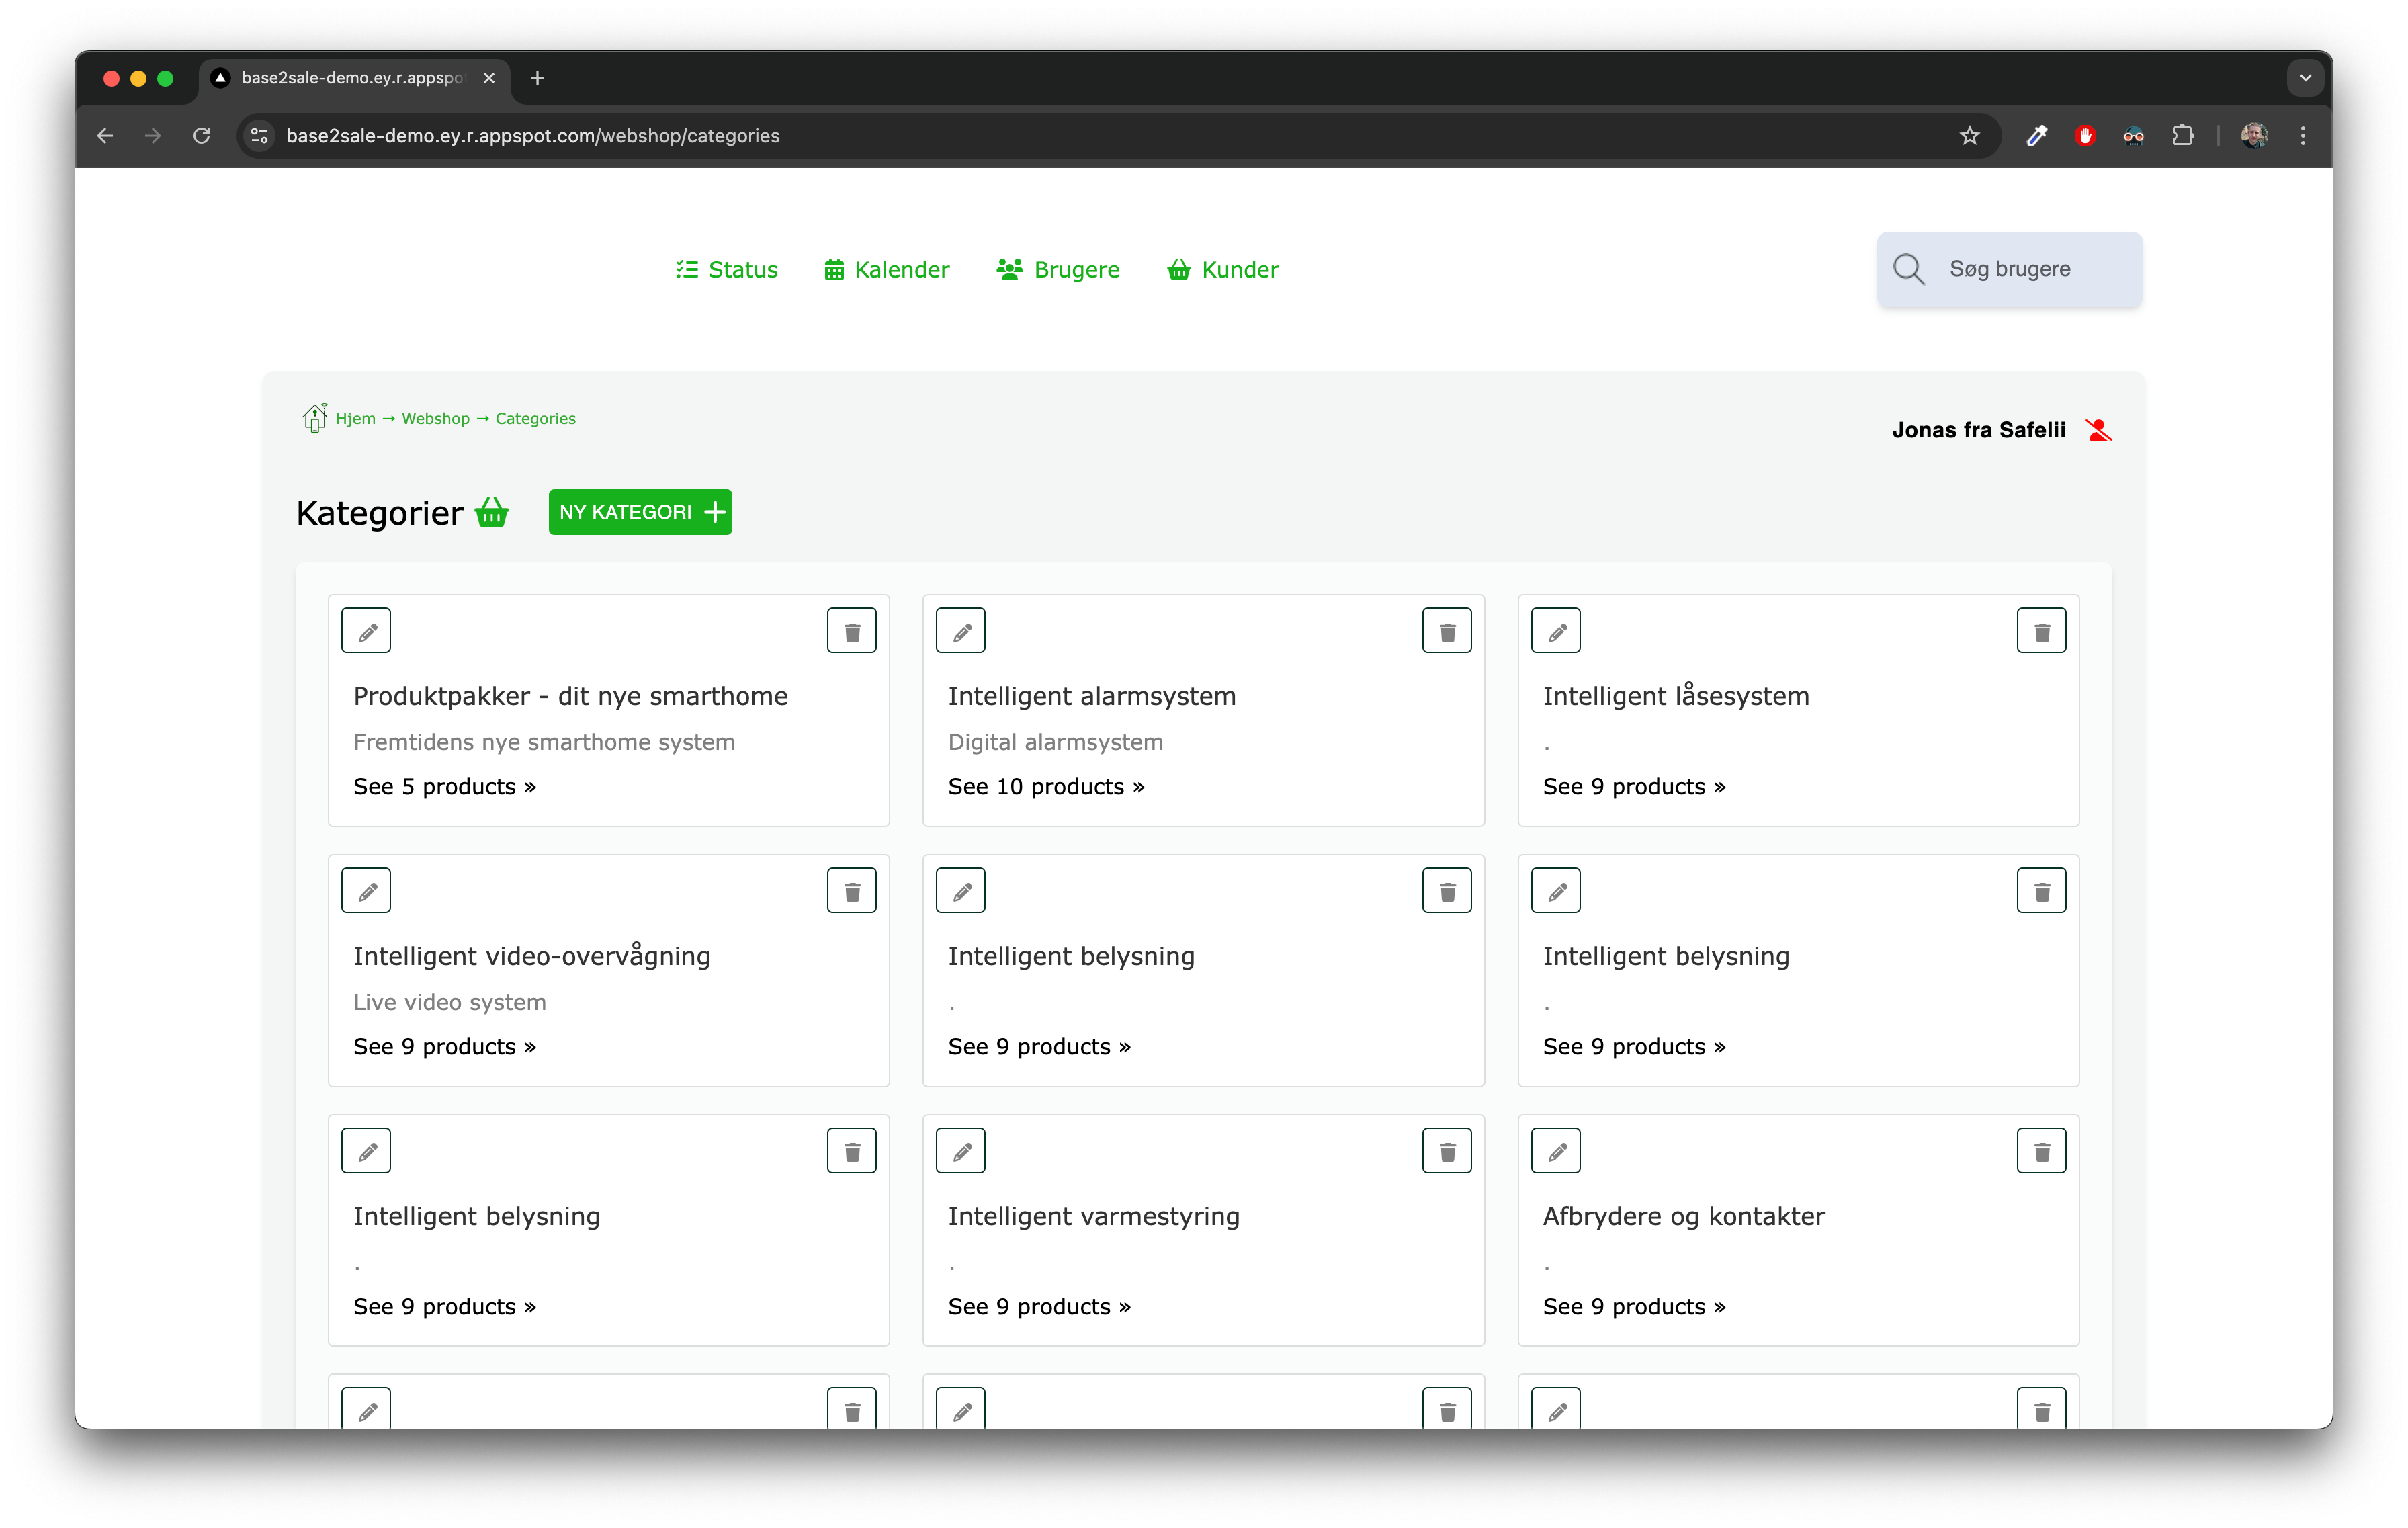 base2sale-demo.ey.r.appspot
base2sale-demo.ey.r.appspot.com/webshop/categories
Status Kalender Brugere Kunder
Søg brugere
Hjem → Webshop → Categories
Jonas fra Safelii
Kategorier
NY KATEGORI +
Produktpakker - dit nye smarthome
Fremtidens nye smarthome system
See 5 products »
Intelligent alarmsystem
Digital alarmsystem
See 10 products »
Intelligent låsesystem
.
See 9 products »
Intelligent video-overvågning
Live video system
See 9 products »
Intelligent belysning
.
See 9 products »
Intelligent belysning
.
See 9 products »
Intelligent belysning
.
See 9 products »
Intelligent varmestyring
.
See 9 products »
Afbrydere og kontakter
.
See 9 products »